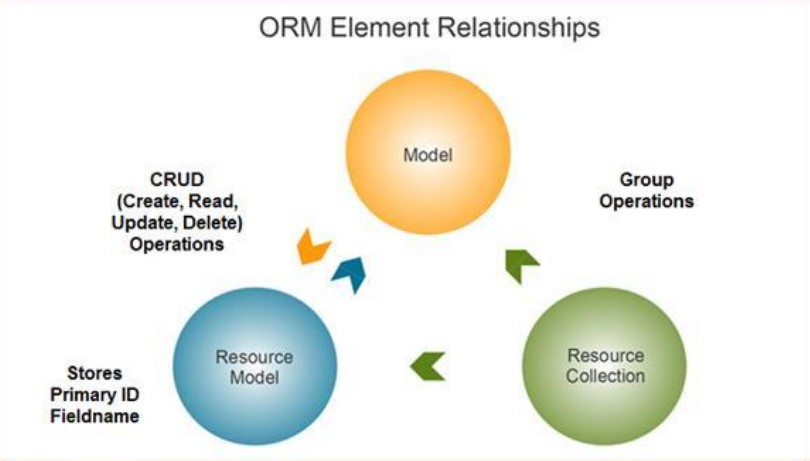 ORM Element Relationships
Model
CRUD
(Create, Read,
Update, Delete)
Operations
Group
Operations
Resource
Model
Resource
Collection
Stores
Primary ID
Fieldname